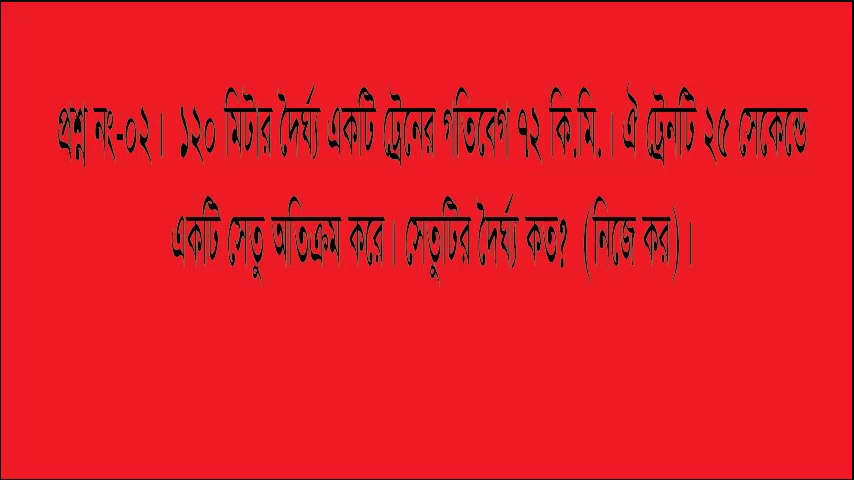 প্রশ্ন নং-০২। ১২০ মিটার দৈর্ঘ্য একটি ট্রেনের গতিবেগ ৭২ কি.মি.। ঐ ট্রেনটি ২৫ সেকেন্ডে
একটি সেতু অতিক্রম করে। সেতুটির দৈর্ঘ্য কত? (নিজে কর)।